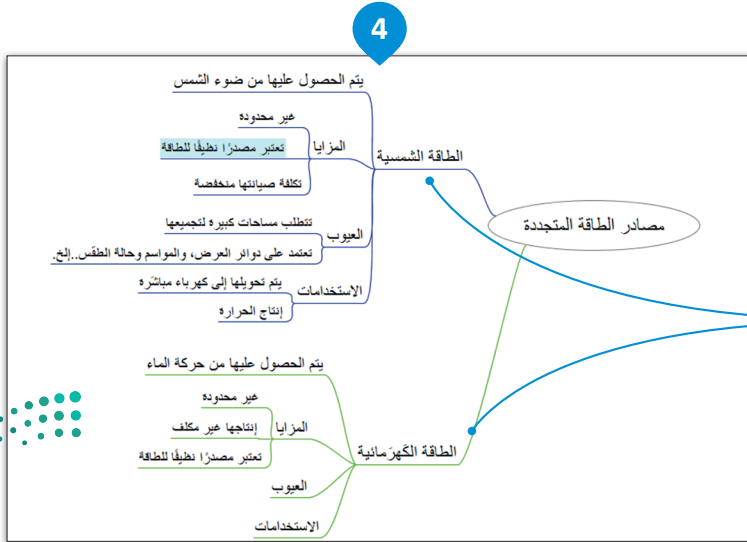 4
مصادر الطاقة المتجددة
الطاقة الشمسية
يتم الحصول عليها من ضوء الشمس
المزايا
غير محدودة
تعتبر مصدرًا نظيفًا للطاقة
تكلفة صيانتها منخفضة
العيوب
تتطلب مساحات كبيرة لتجميعها
تعتمد على دوائر العرض، والمواسم وحالة الطقس..إلخ.
الاستخدامات
يتم تحويلها إلى كهرباء مباشرة
إنتاج الحرارة
الطاقة الكَهرَمائية
يتم الحصول عليها من حركة الماء
المزايا
غير محدودة
إنتاجها غير مكلف
تعتبر مصدرًا نظيفًا للطاقة
العيوب
الاستخدامات